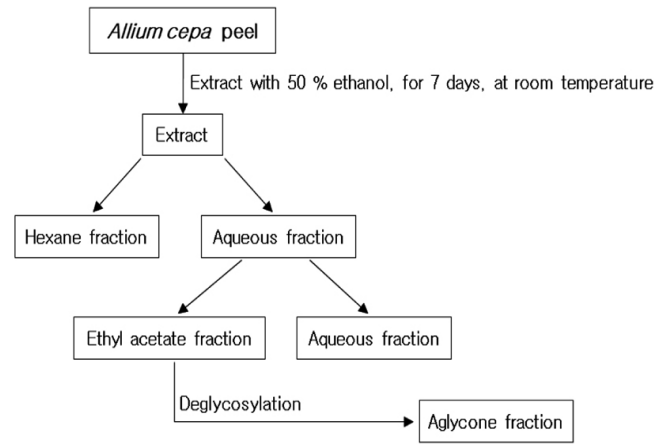 Allium cepa peel
Extract with 50 % ethanol, for 7 days, at room temperature
Extract
Hexane fraction
Aqueous fraction
Ethyl acetate fraction
Aqueous fraction
Deglycosylation
Aglycone fraction